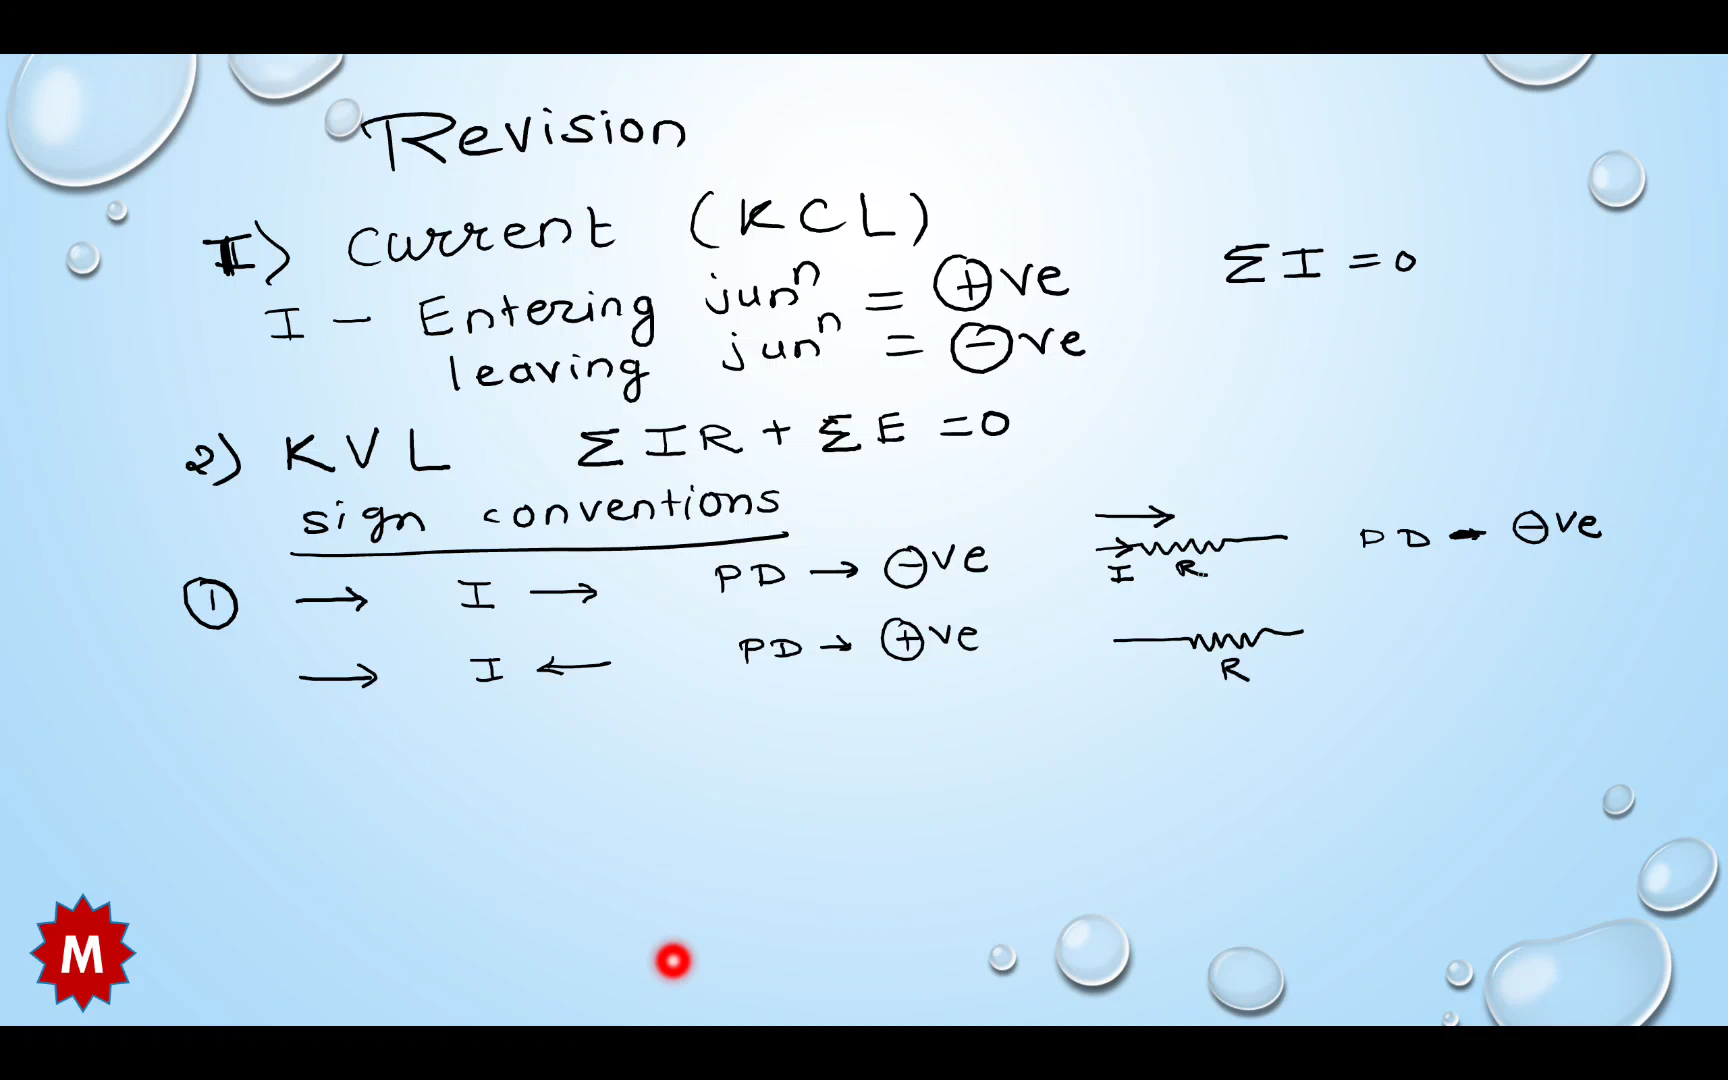 Revision
I) Current (KCL)
ΣI = 0
I - Entering junⁿ = ⊕ve
leaving junⁿ = ⊖ve
2) KVL ΣIR + ΣE = 0
sign conventions
① → I → PD → ⊖ve
I R PD - ⊖ve
→ I ← PD → ⊕ve
R
M